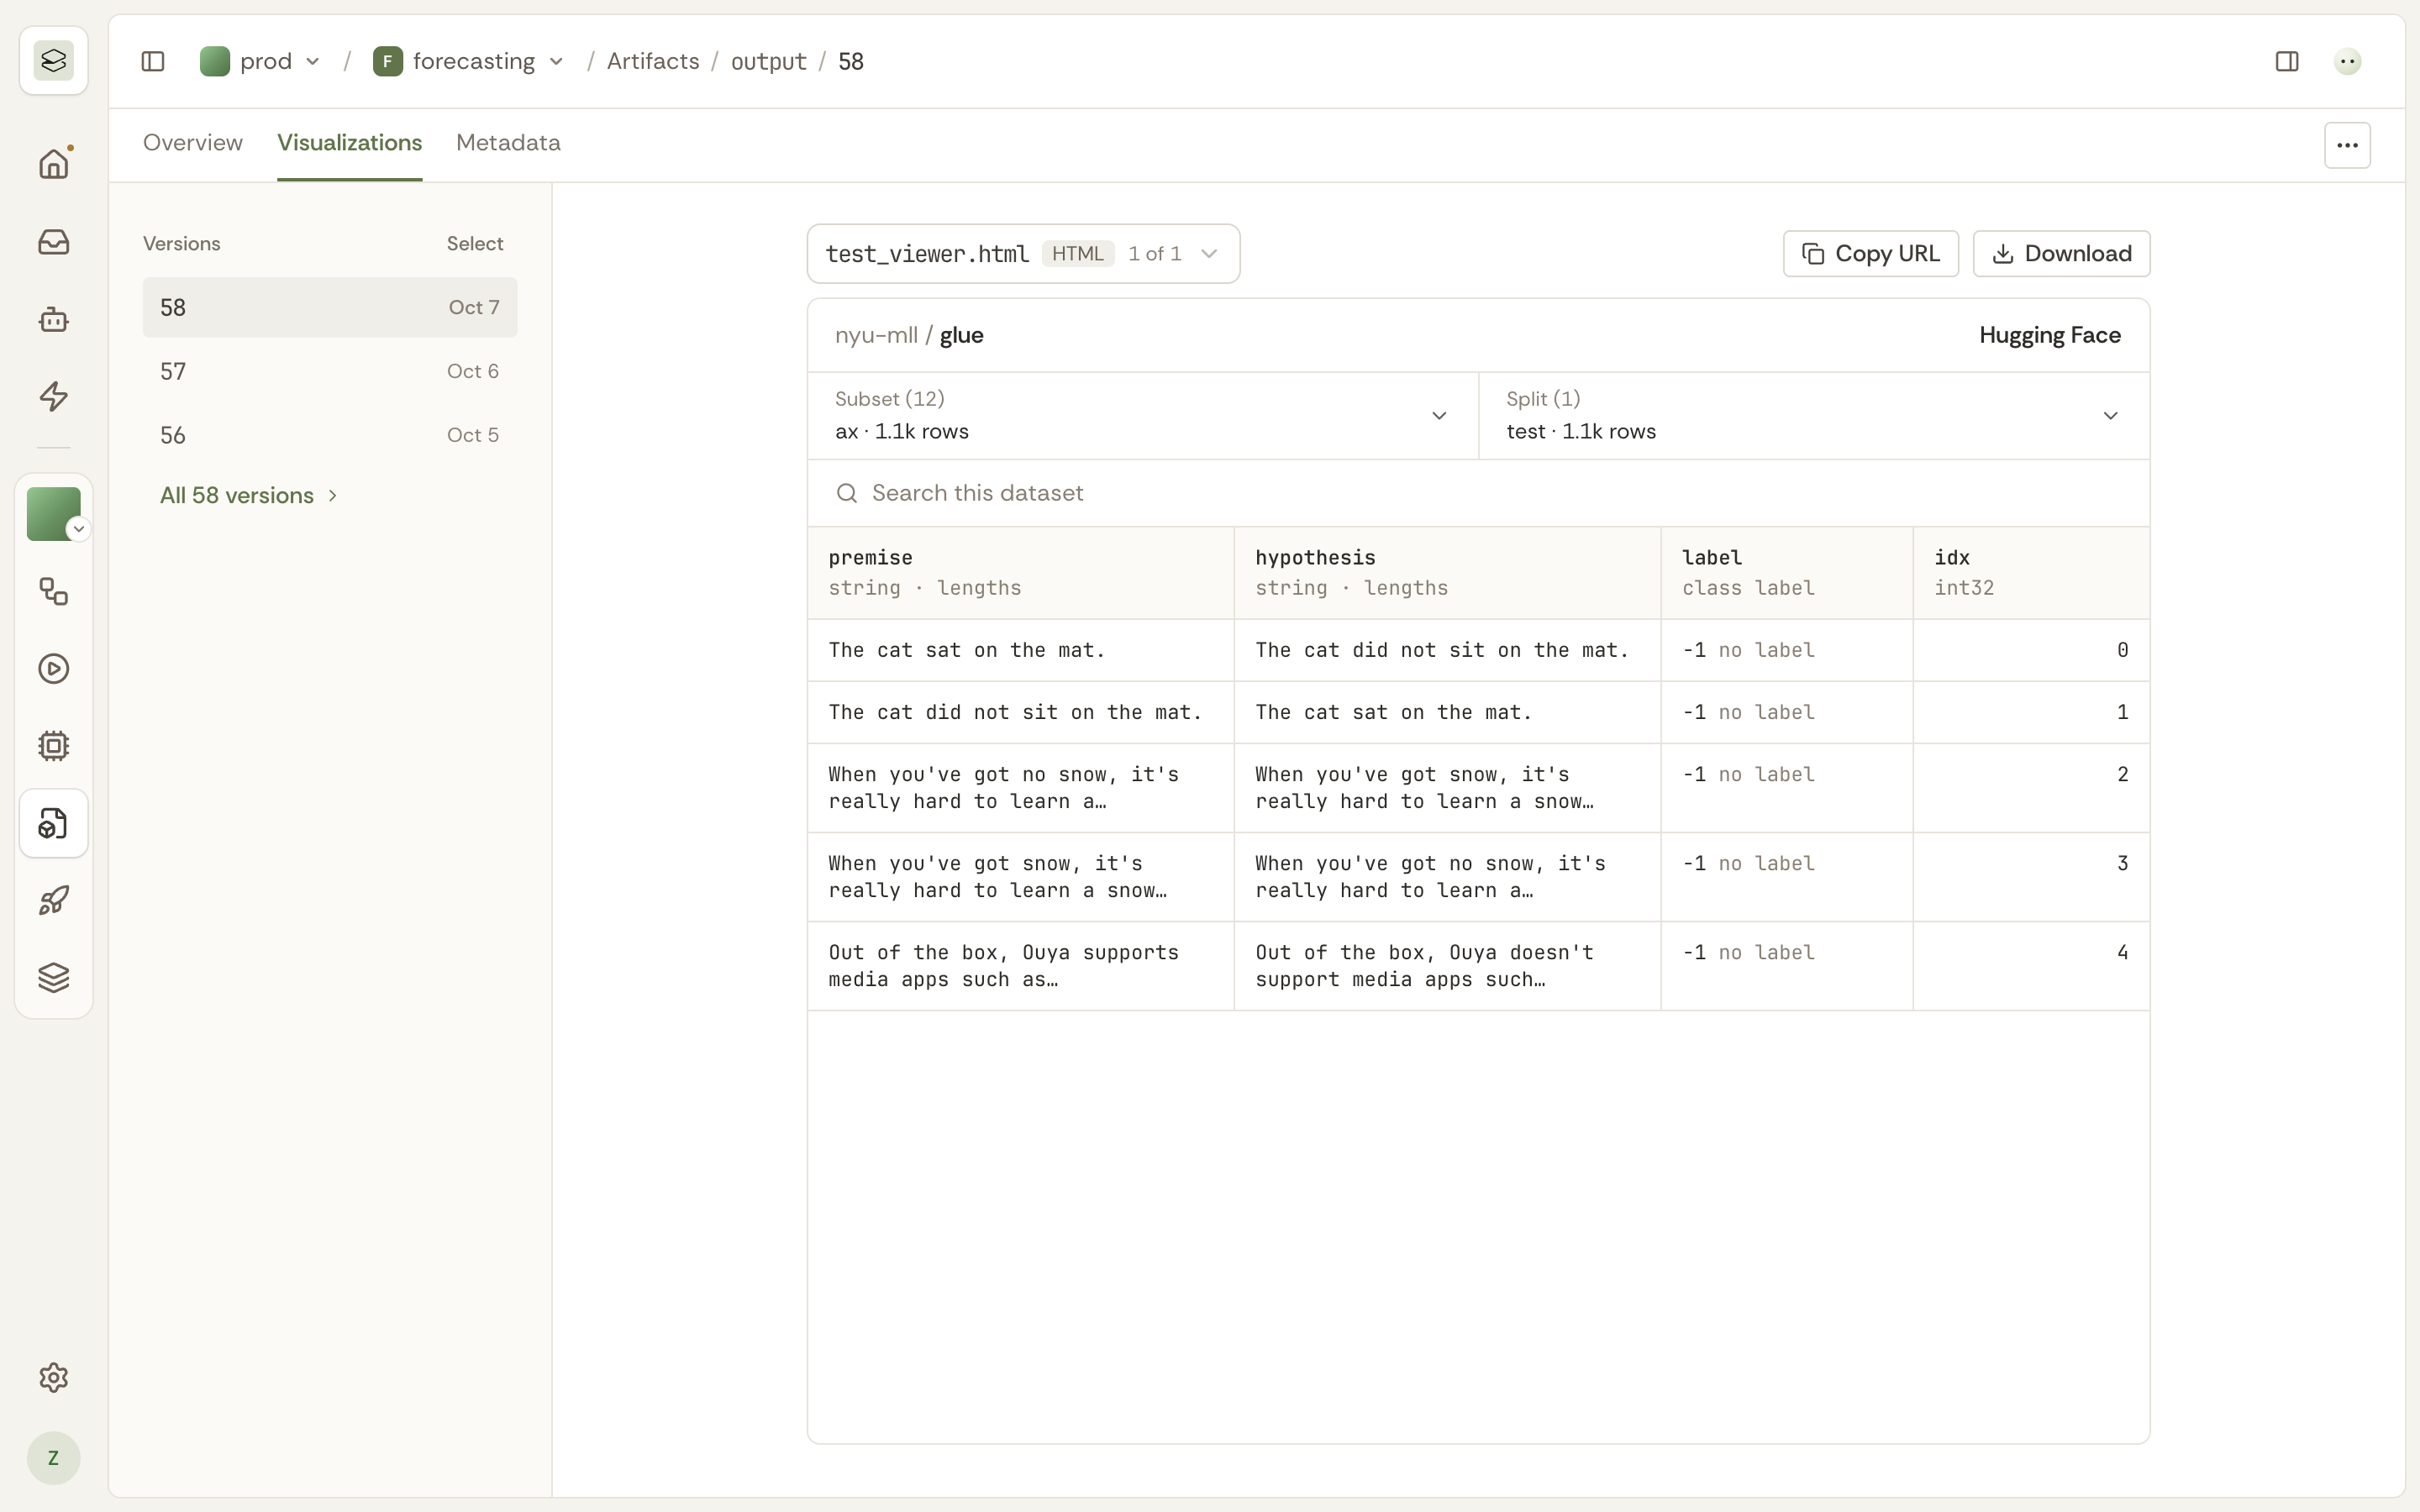 prod / F forecasting / Artifacts / output / 58
Overview Visualizations Metadata
Versions Select
58 Oct 7
57 Oct 6
56 Oct 5
All 58 versions
test_viewer.html HTML 1 of 1
Copy URL Download
nyu-mll / glue Hugging Face
Subset (12)
ax · 1.1k rows
Split (1)
test · 1.1k rows
Search this dataset
premise hypothesis label idx
string · lengths string · lengths class label int32
The cat sat on the mat. The cat did not sit on the mat. -1 no label 0
The cat did not sit on the mat. The cat sat on the mat. -1 no label 1
When you've got no snow, it's When you've got snow, it's -1 no label 2
really hard to learn a… really hard to learn a snow…
When you've got snow, it's When you've got no snow, it's -1 no label 3
really hard to learn a snow… really hard to learn a…
Out of the box, Ouya supports Out of the box, Ouya doesn't -1 no label 4
media apps such as… support media apps such…
Z